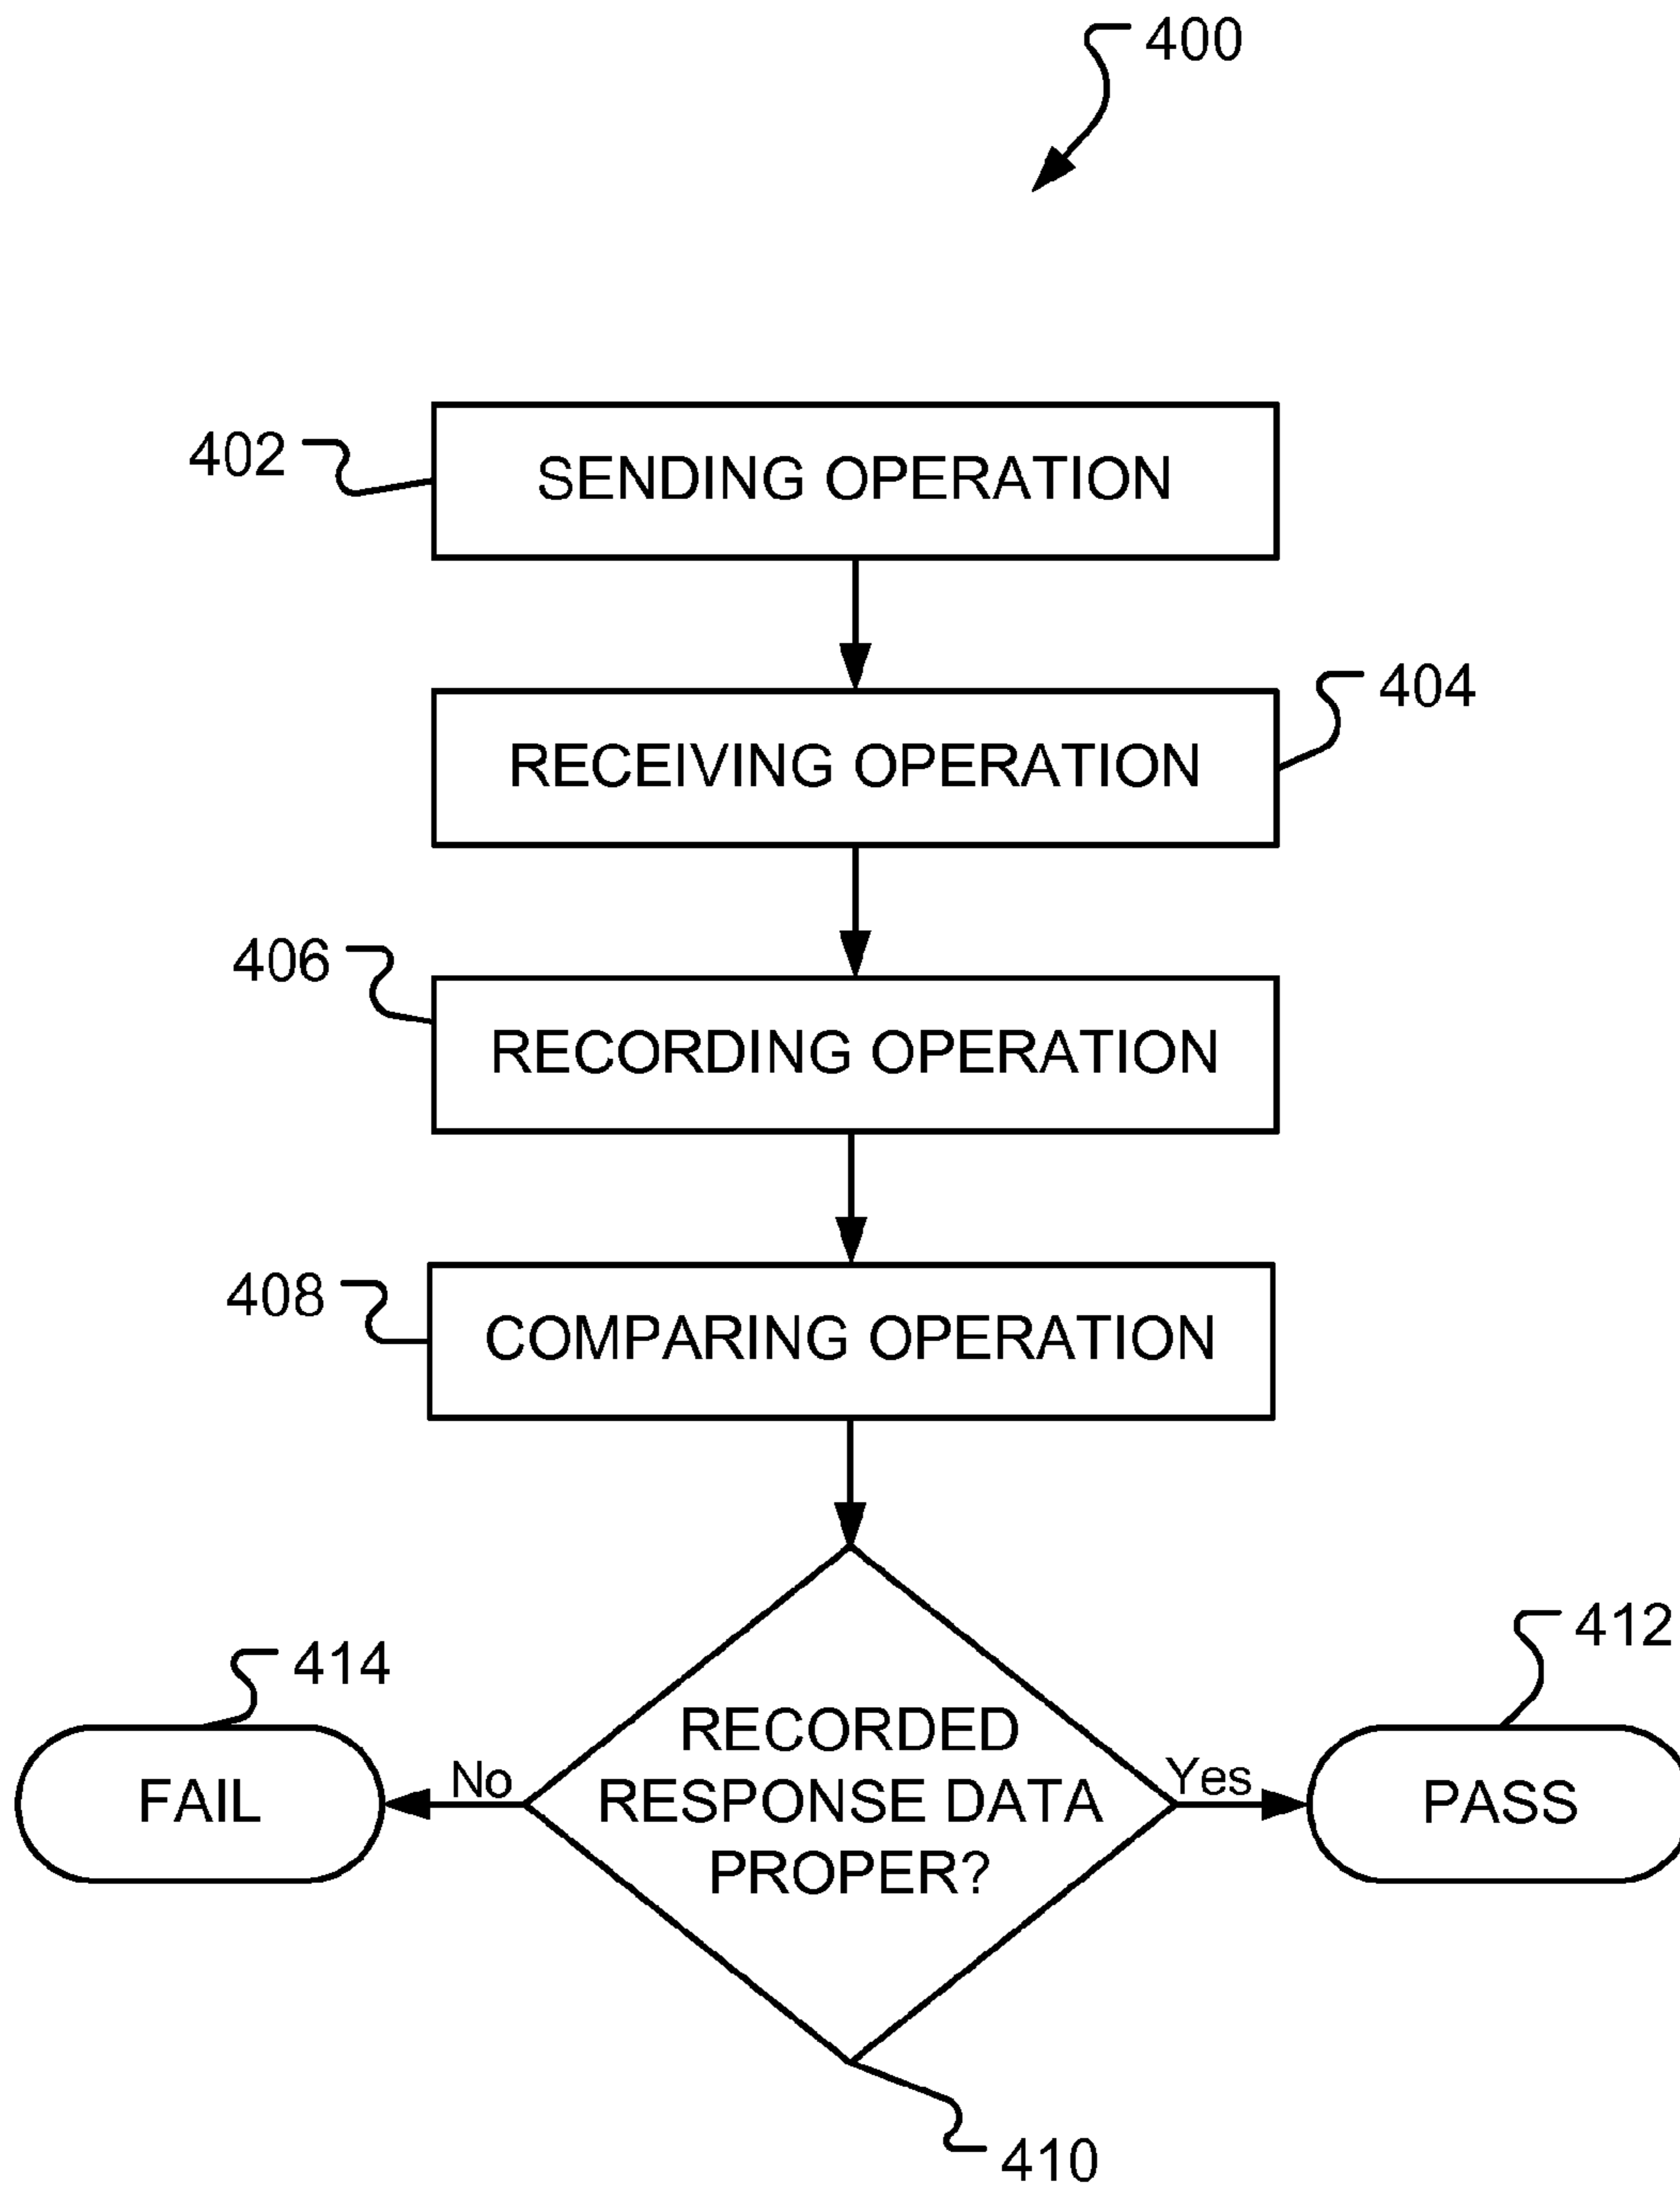 400
402
SENDING OPERATION
404
RECEIVING OPERATION
406
RECORDING OPERATION
408
COMPARING OPERATION
412
414
RECORDED
RESPONSE DATA
PROPER?
No
Yes
FAIL
PASS
410